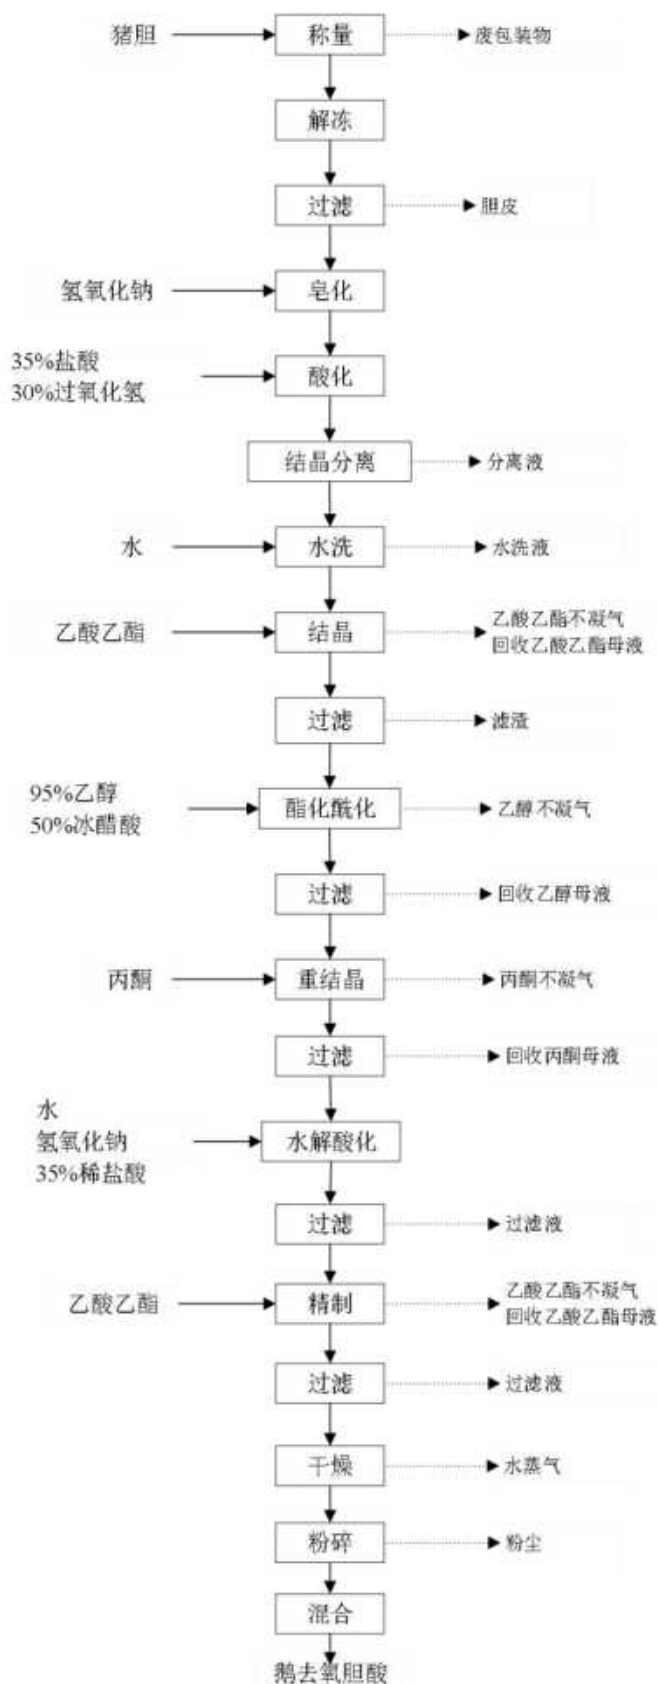 猪胆
称量
废包装物
解冻
过滤
胆皮
氢氧化钠
皂化
35%盐酸
30%过氧化氢
酸化
结晶分离
分离液
水
水洗
水洗液
乙酸乙酯
结晶
乙酸乙酯不凝气
回收乙酸乙酯母液
过滤
滤渣
95%乙醇
50%冰醋酸
酯化酰化
乙醇不凝气
过滤
回收乙醇母液
丙酮
重结晶
丙酮不凝气
过滤
回收丙酮母液
水
氢氧化钠
35%稀盐酸
水解酸化
过滤
过滤液
乙酸乙酯
精制
乙酸乙酯不凝气
回收乙酸乙酯母液
过滤
过滤液
干燥
水蒸气
粉碎
粉尘
混合
鹅去氧胆酸